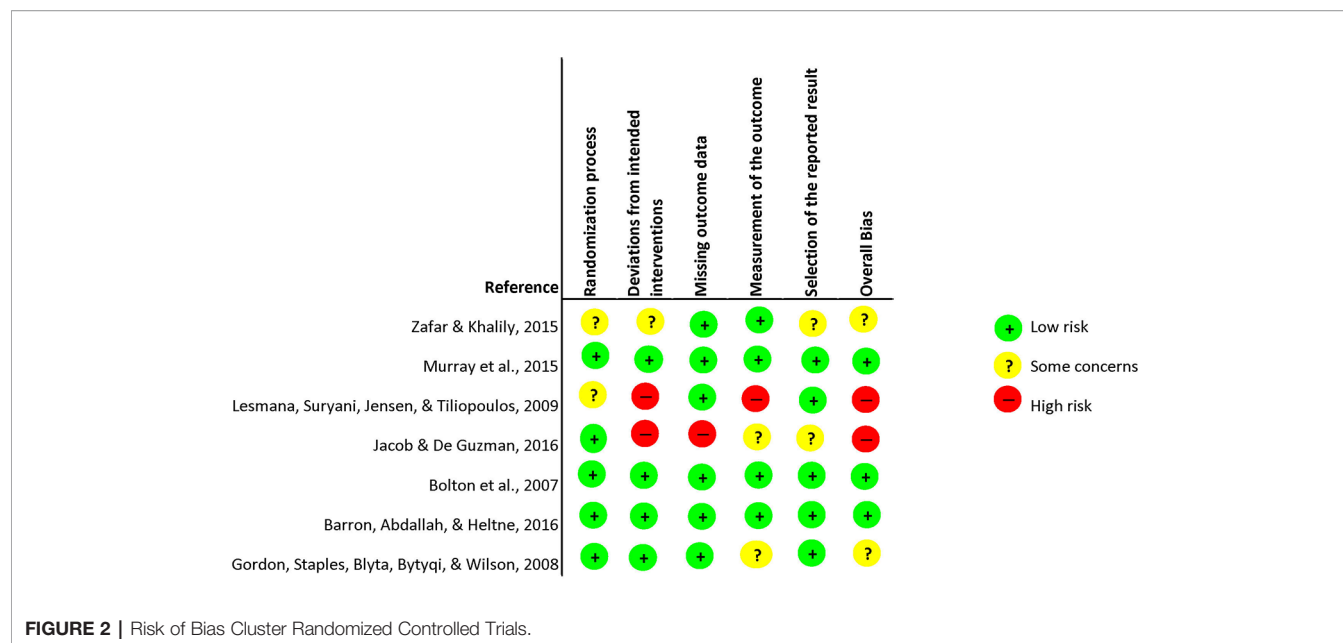 Reference
Randomization process
Deviations from intended
interventions
Missing outcome data
Measurement of the outcome
Selection of the reported result
Overall Bias
Zafar & Khalily, 2015 ? ? + + ? ?
Murray et al., 2015 + + + + + +
Lesmana, Suryani, Jensen, & Tiliopoulos, 2009 ? − + − + −
Jacob & De Guzman, 2016 + − − ? ? −
Bolton et al., 2007 + + + + + +
Barron, Abdallah, & Heltne, 2016 + + + + + +
Gordon, Staples, Blyta, Bytyqi, & Wilson, 2008 + + + ? + ?
+ Low risk
? Some concerns
− High risk
FIGURE 2 | Risk of Bias Cluster Randomized Controlled Trials.